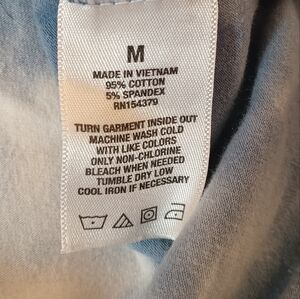 M
MADE IN VIETNAM
95% COTTON
5% SPANDEX
RN154379
TURN GARMENT INSIDE OUT
MACHINE WASH COLD
WITH LIKE COLORS
ONLY NON-CHLORINE
BLEACH WHEN NEEDED
TUMBLE DRY LOW
COOL IRON IF NECESSARY